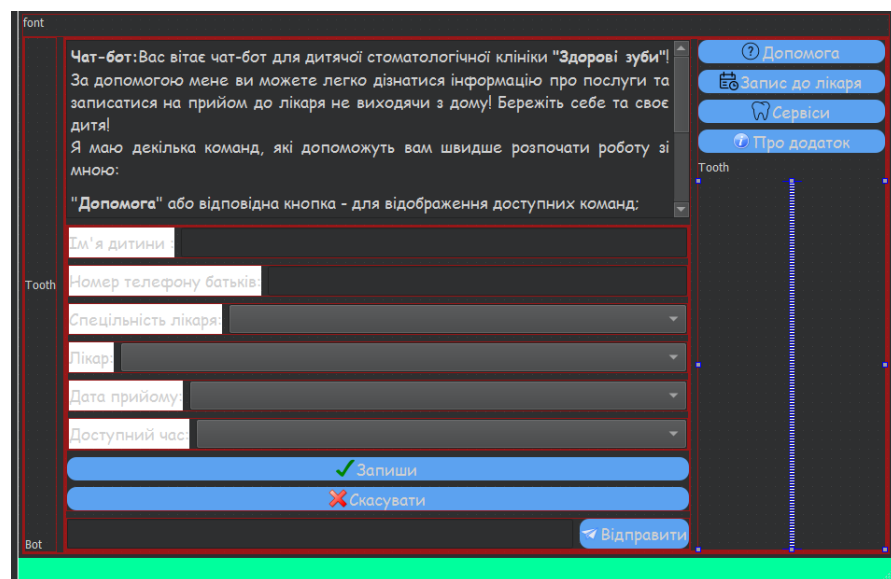 font
Чат-бот:Вас вітає чат-бот для дитячої стоматологічної клініки "Здорові зуби"!
За допомогою мене ви можете легко дізнатися інформацію про послуги та
записатися на прийом до лікаря не виходячи з дому! Бережіть себе та своє
дитя!
Я маю декілька команд, які допоможуть вам швидше розпочати роботу зі
мною:
"Допомога" або відповідна кнопка - для відображення доступних команд;
Допомога
Запис до лікаря
Сервіси
Про додаток
Tooth
Tooth
Ім'я дитини :
Номер телефону батьків:
Спецільність лікаря:
Лікар:
Дата прийому:
Доступний час:
Запиши
Скасувати
Відправити
Bot